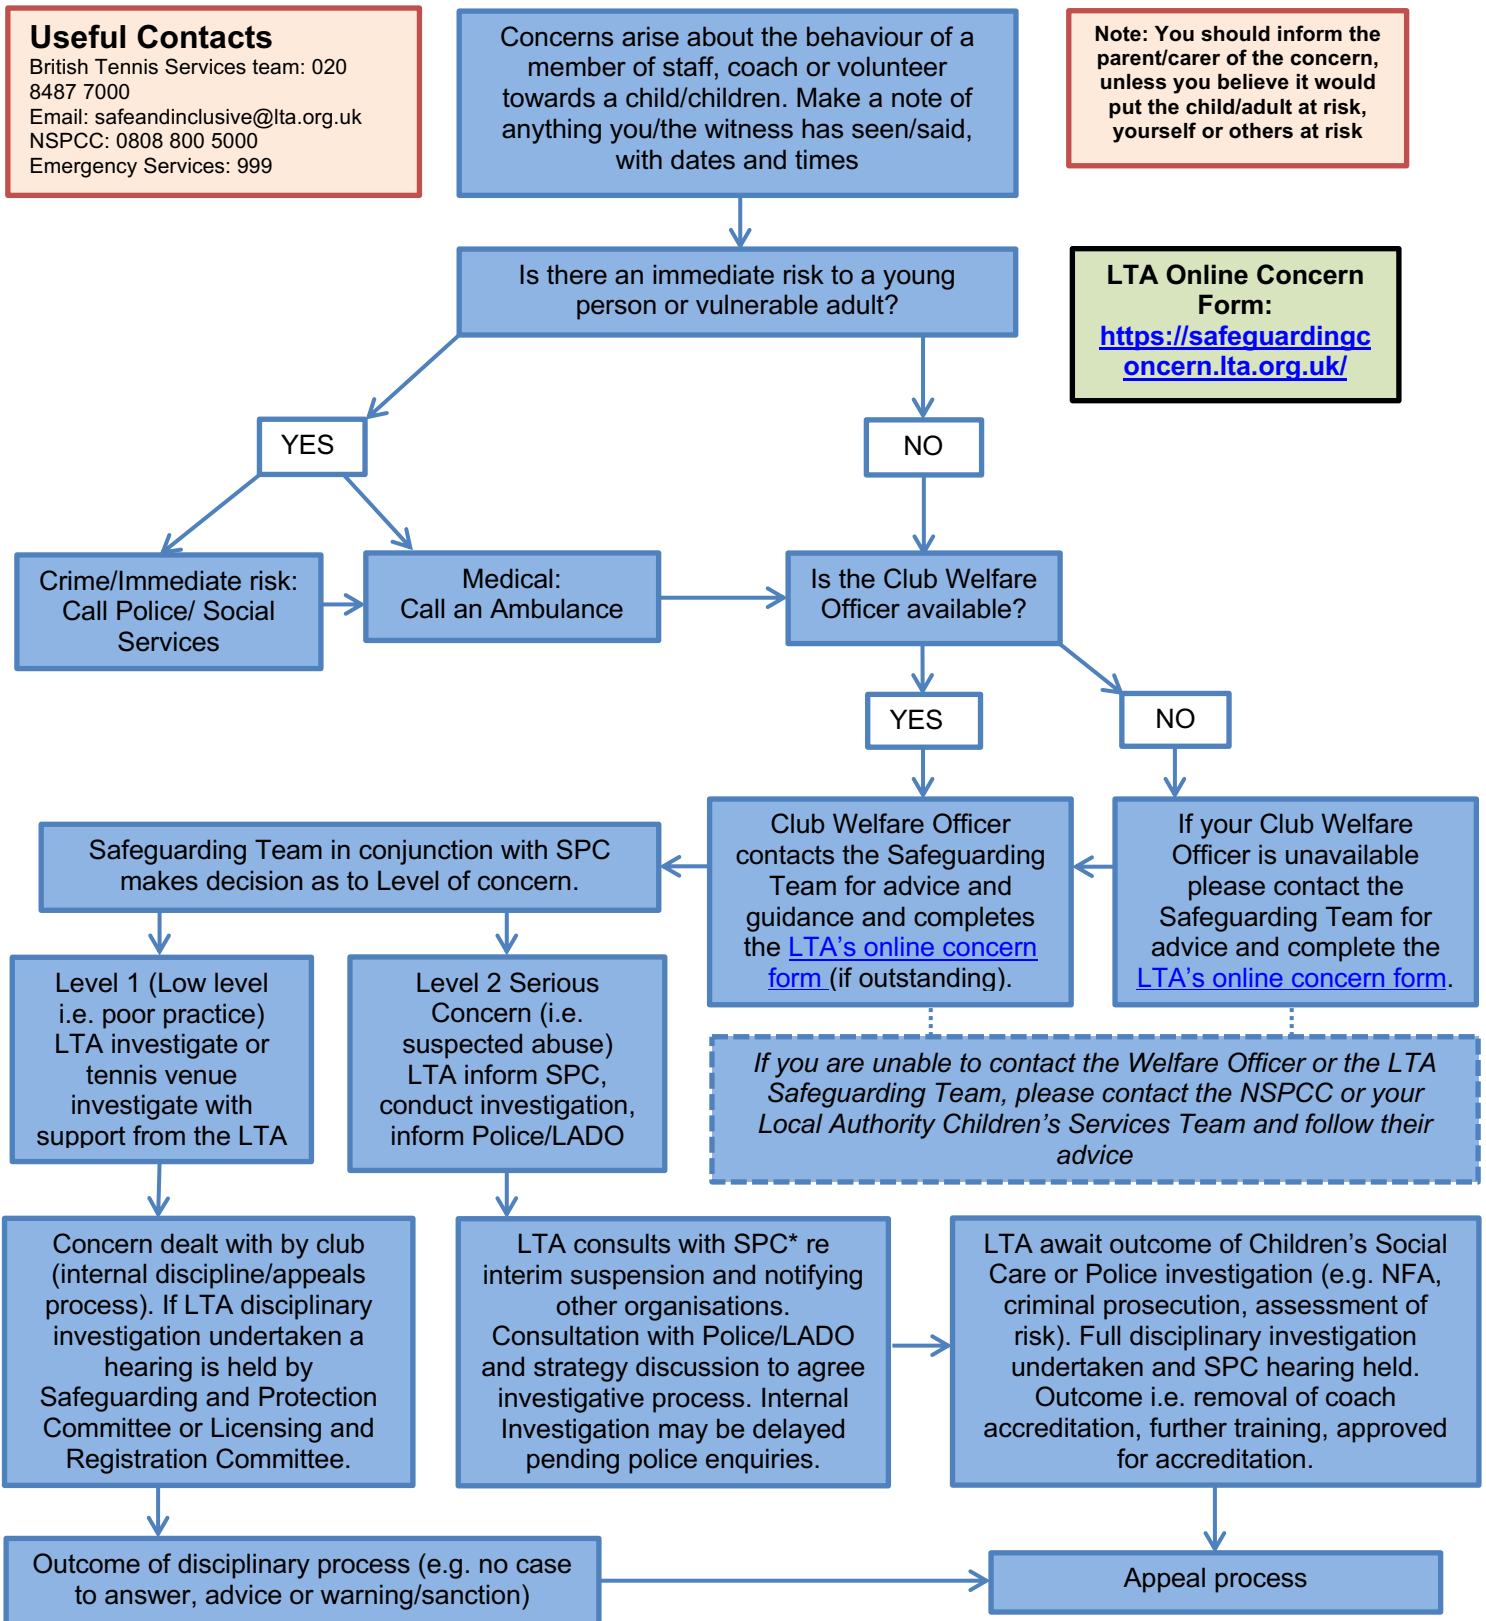 Useful Contacts
British Tennis Services team: 020
8487 7000
Email: safeandinclusive@lta.org.uk
NSPCC: 0808 800 5000
Emergency Services: 999
Concerns arise about the behaviour of a
member of staff, coach or volunteer
towards a child/children. Make a note of
anything you/the witness has seen/said,
with dates and times
Note: You should inform the
parent/carer of the concern,
unless you believe it would
put the child/adult at risk,
yourself or others at risk
Is there an immediate risk to a young
person or vulnerable adult?
LTA Online Concern
Form:
https://safeguardingc
oncern.lta.org.uk/
YES
NO
Crime/Immediate risk:
Call Police/ Social
Services
Medical:
Call an Ambulance
Is the Club Welfare
Officer available?
YES
NO
Safeguarding Team in conjunction with SPC
makes decision as to Level of concern.
Club Welfare Officer
contacts the Safeguarding
Team for advice and
guidance and completes
the LTA's online concern
form (if outstanding).
If your Club Welfare
Officer is unavailable
please contact the
Safeguarding Team for
advice and complete the
LTA's online concern form.
Level 1 (Low level
i.e. poor practice)
LTA investigate or
tennis venue
investigate with
support from the LTA
Level 2 Serious
Concern (i.e.
suspected abuse)
LTA inform SPC,
conduct investigation,
inform Police/LADO
If you are unable to contact the Welfare Officer or the LTA
Safeguarding Team, please contact the NSPCC or your
Local Authority Children's Services Team and follow their
advice
Concern dealt with by club
(internal discipline/appeals
process). If LTA disciplinary
investigation undertaken a
hearing is held by
Safeguarding and Protection
Committee or Licensing and
Registration Committee.
LTA consults with SPC* re
interim suspension and notifying
other organisations.
Consultation with Police/LADO
and strategy discussion to agree
investigative process. Internal
Investigation may be delayed
pending police enquiries.
LTA await outcome of Children's Social
Care or Police investigation (e.g. NFA,
criminal prosecution, assessment of
risk). Full disciplinary investigation
undertaken and SPC hearing held.
Outcome i.e. removal of coach
accreditation, further training, approved
for accreditation.
Outcome of disciplinary process (e.g. no case
to answer, advice or warning/sanction)
Appeal process